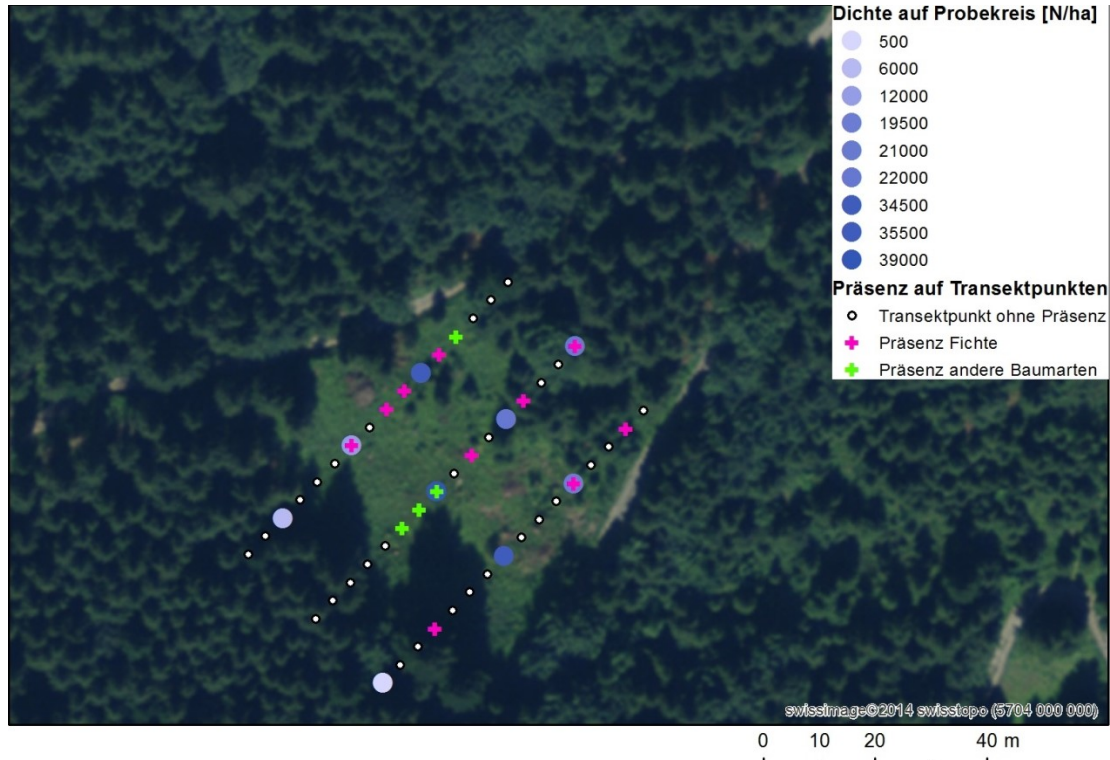 Dichte auf Probekreis [N/ha]
500
6000
12000
19500
21000
22000
34500
35500
39000
Präsenz auf Transektpunkten
Transektpunkt ohne Präsenz
Präsenz Fichte
Präsenz andere Baumarten
swissimage©2014 swisstopo (5704 000 000)
0 10 20 40 m